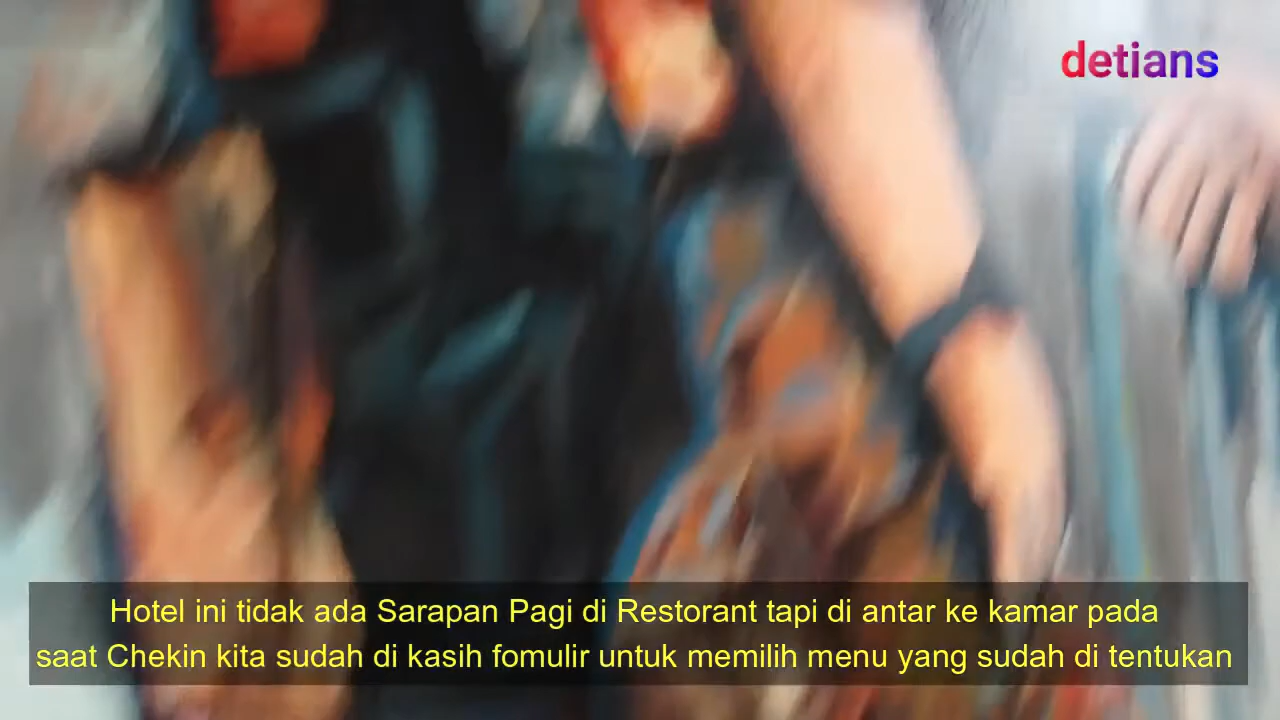 detians
Hotel ini tidak ada Sarapan Pagi di Restorant tapi di antar ke kamar pada
saat Chekin kita sudah di kasih fomulir untuk memilih menu yang sudah di tentukan